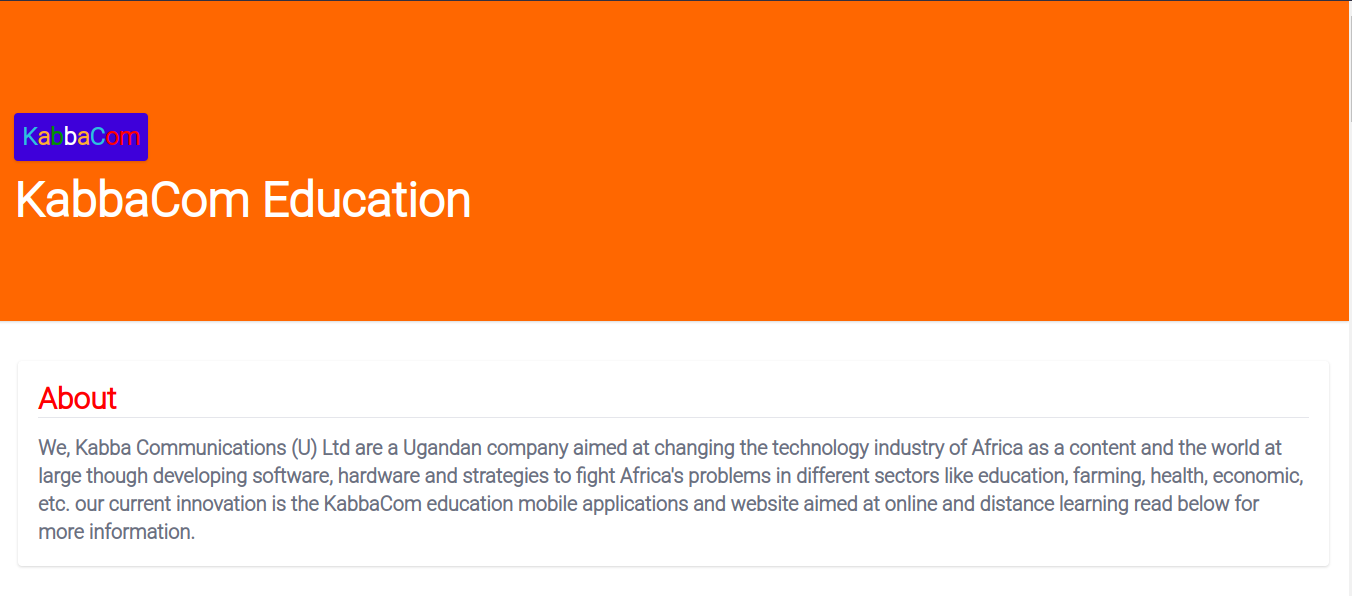 KabbaCom
KabbaCom Education
About
We, Kabba Communications (U) Ltd are a Ugandan company aimed at changing the technology industry of Africa as a content and the world at
large though developing software, hardware and strategies to fight Africa's problems in different sectors like education, farming, health, economic,
etc. our current innovation is the KabbaCom education mobile applications and website aimed at online and distance learning read below for
more information.